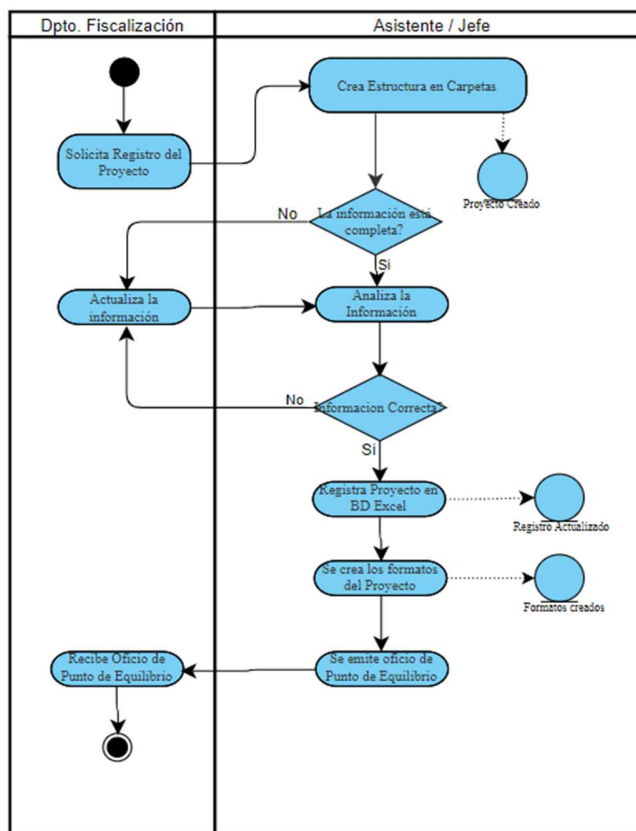 Dpto. Fiscalización
Asistente / Jefe
Crea Estructura en Carpetas
Solicita Registro del
Proyecto
Proyecto Creado
No
La información está
completa?
Si
Actualiza la
información
Analiza la
Información
No
Informacion Correcta?
Si
Registra Proyecto en
BD Excel
Registro Actualizado
Se crea los formatos
del Proyecto
Formatos creados
Recibe Oficio de
Punto de Equilibrio
Se emite oficio de
Punto de Equilibrio